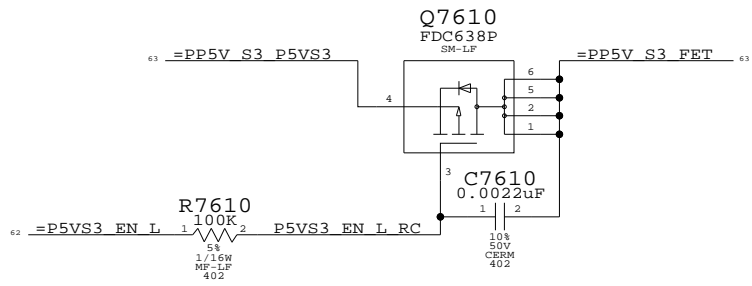 Q7610
FDC638P
SM-LF
63 =PP5V_S3_P5VS3
=PP5V_S3_FET 63
4
6
5
2
1
3
C7610
0.0022uF
1 2
10%
50V
CERM
402
R7610
100K
62 =P5VS3_EN_L 1 2 P5VS3_EN_L_RC
5%
1/16W
MF-LF
402